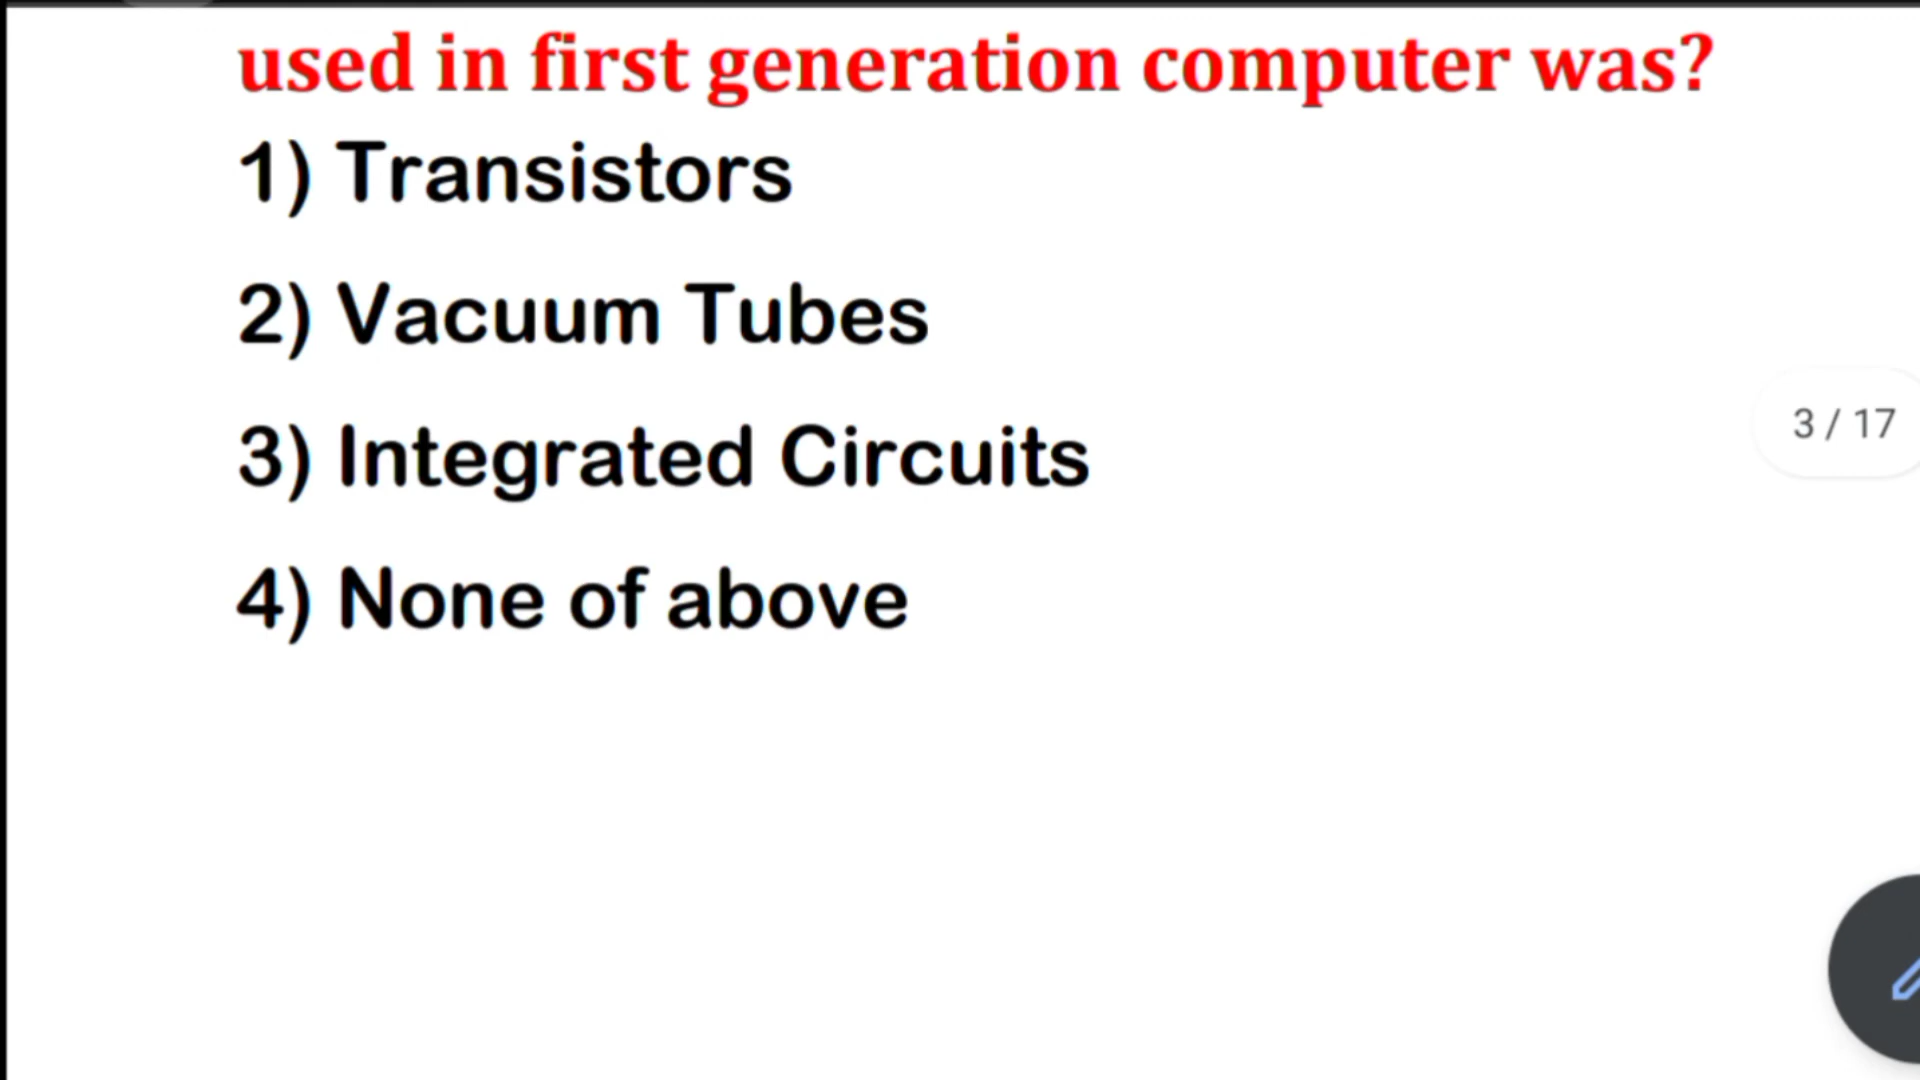 used in first generation computer was?
1) Transistors
2) Vacuum Tubes
3) Integrated Circuits
3 / 17
4) None of above